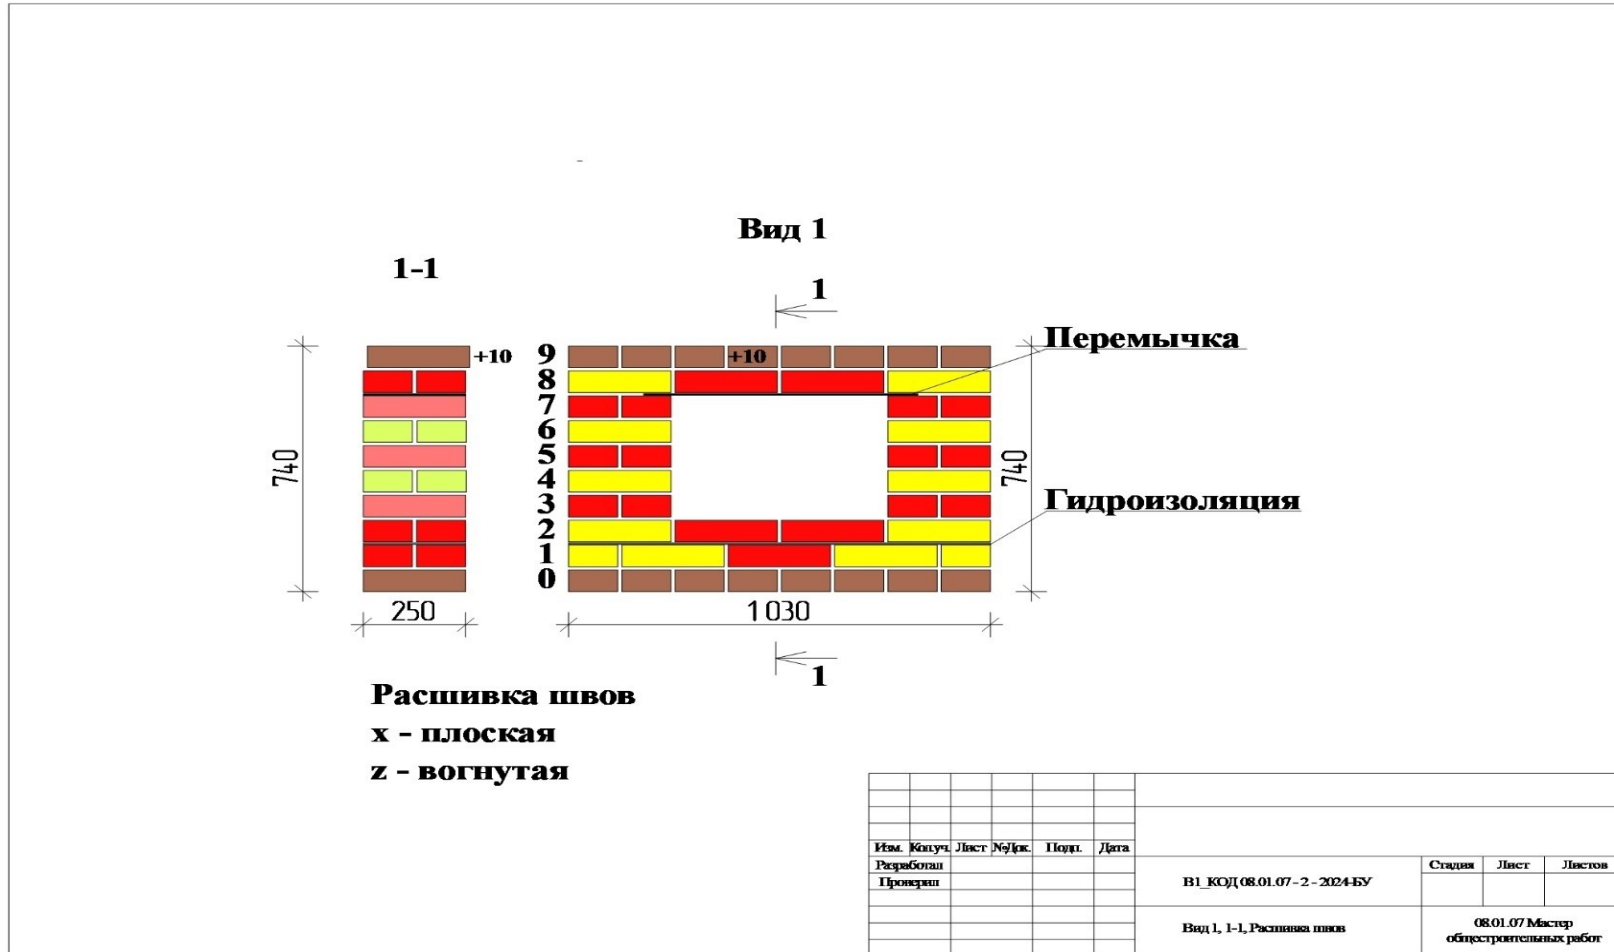 Вид 1
1-1
1
Перемычка
+10
9
+10
8
7
6
5
740
740
4
3
Гидроизоляция
2
1
0
250
1030
1
Расшивка швов
x - плоская
z - вогнутая
Изм. Кол.уч. Лист №Док. Подп. Дата
Разработал
Стадия Лист Листов
Проверил
В1_КОД 08.01.07 - 2 - 2024-БУ
Вид 1, 1-1, Расшивка швов
08.01.07 Мастер
общестроительных работ